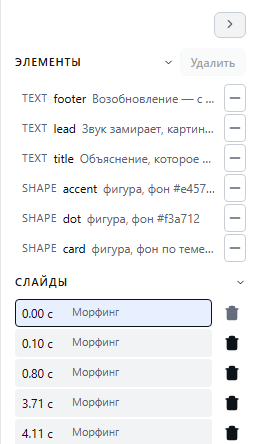 ЭЛЕМЕНТЫ Удалить
TEXT footer Возобновление — с ...
TEXT lead Звук замирает, картин...
TEXT title Объяснение, которое ...
SHAPE accent фигура, фон #e457...
SHAPE dot фигура, фон #f3a712
SHAPE card фигура, фон по теме...
СЛАЙДЫ
0.00 с Морфинг
0.10 с Морфинг
0.80 с Морфинг
3.71 с Морфинг
4.11 с Морфинг